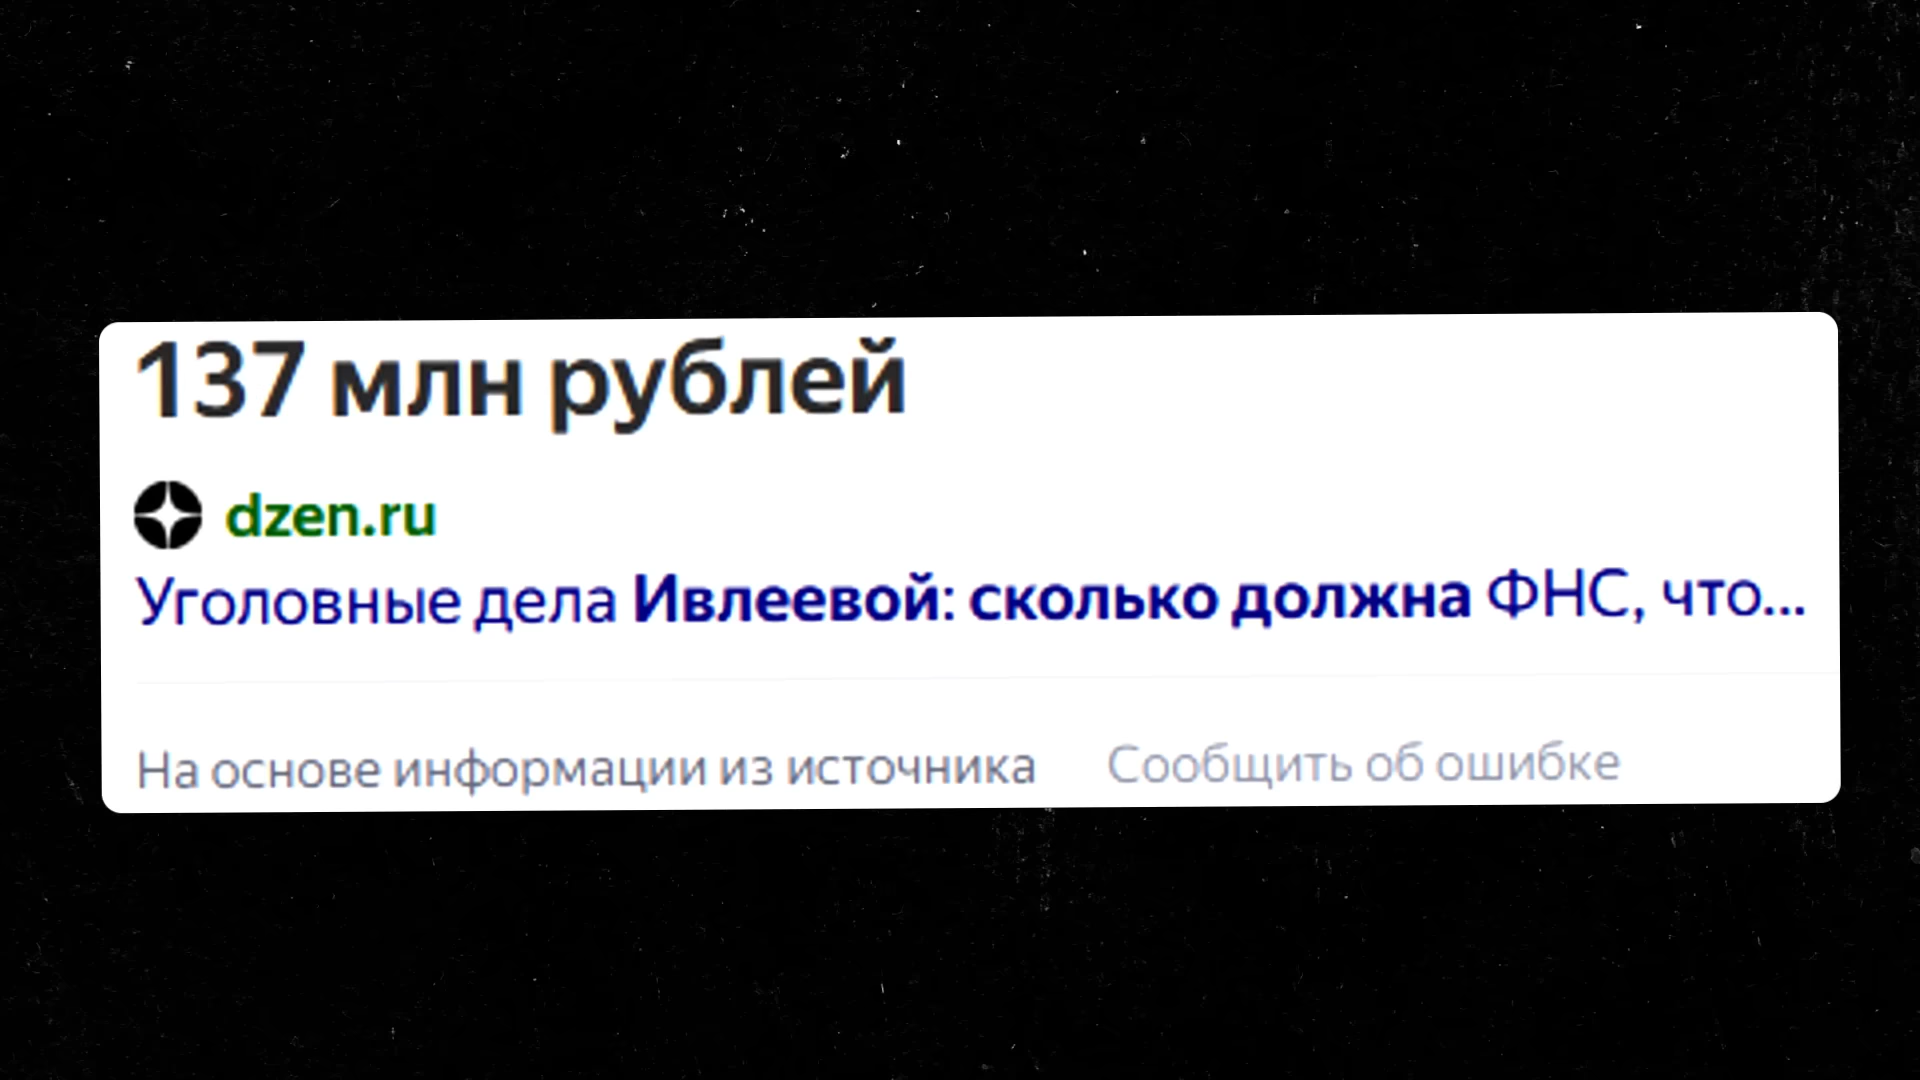 137 млн рублей
dzen.ru
Уголовные дела Ивлеевой: сколько должна ФНС, что...
На основе информации из источника Сообщить об ошибке